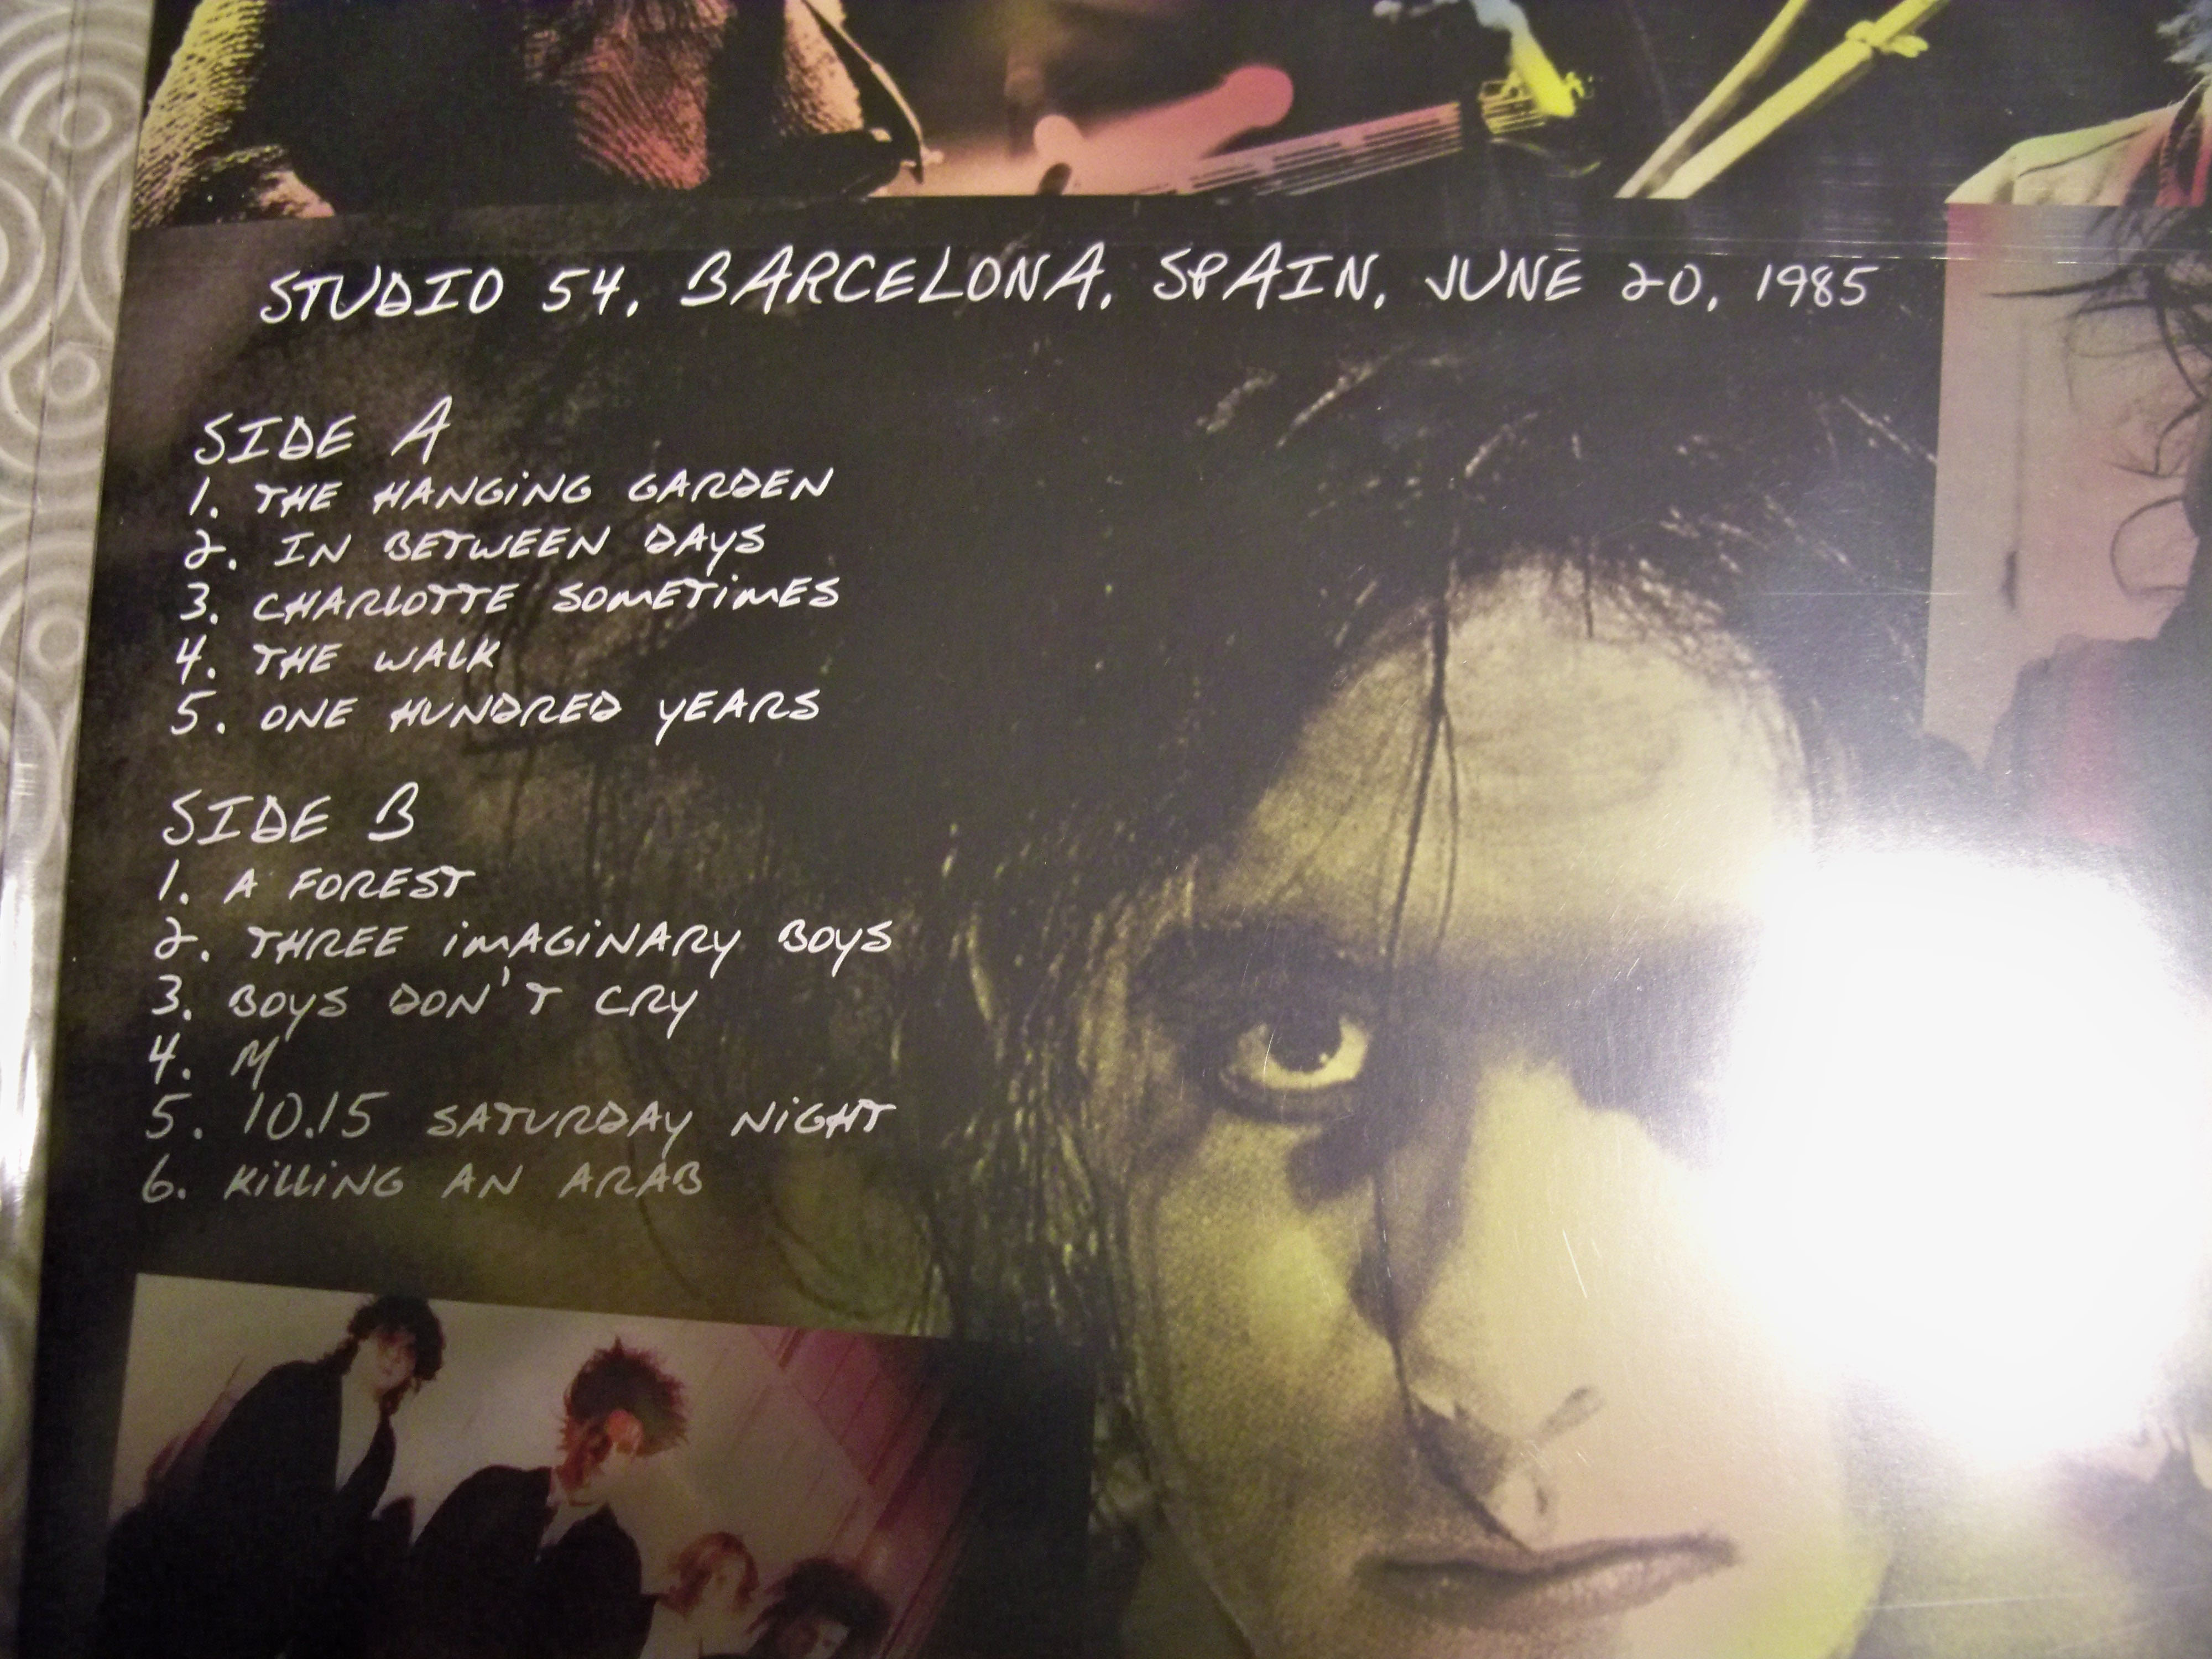 STUDIO 54, BARCELONA, SPAIN, JUNE 20, 1985
SIDE A
1. THE HANGING GARDEN
2. IN BETWEEN DAYS
3. CHARLOTTE SOMETIMES
4. THE WALK
5. ONE HUNDRED YEARS
SIDE B
1. A FOREST
2. THREE IMAGINARY BOYS
3. BOYS DON'T CRY
4. M
5. 10.15 SATURDAY NIGHT
6. KILLING AN ARAB